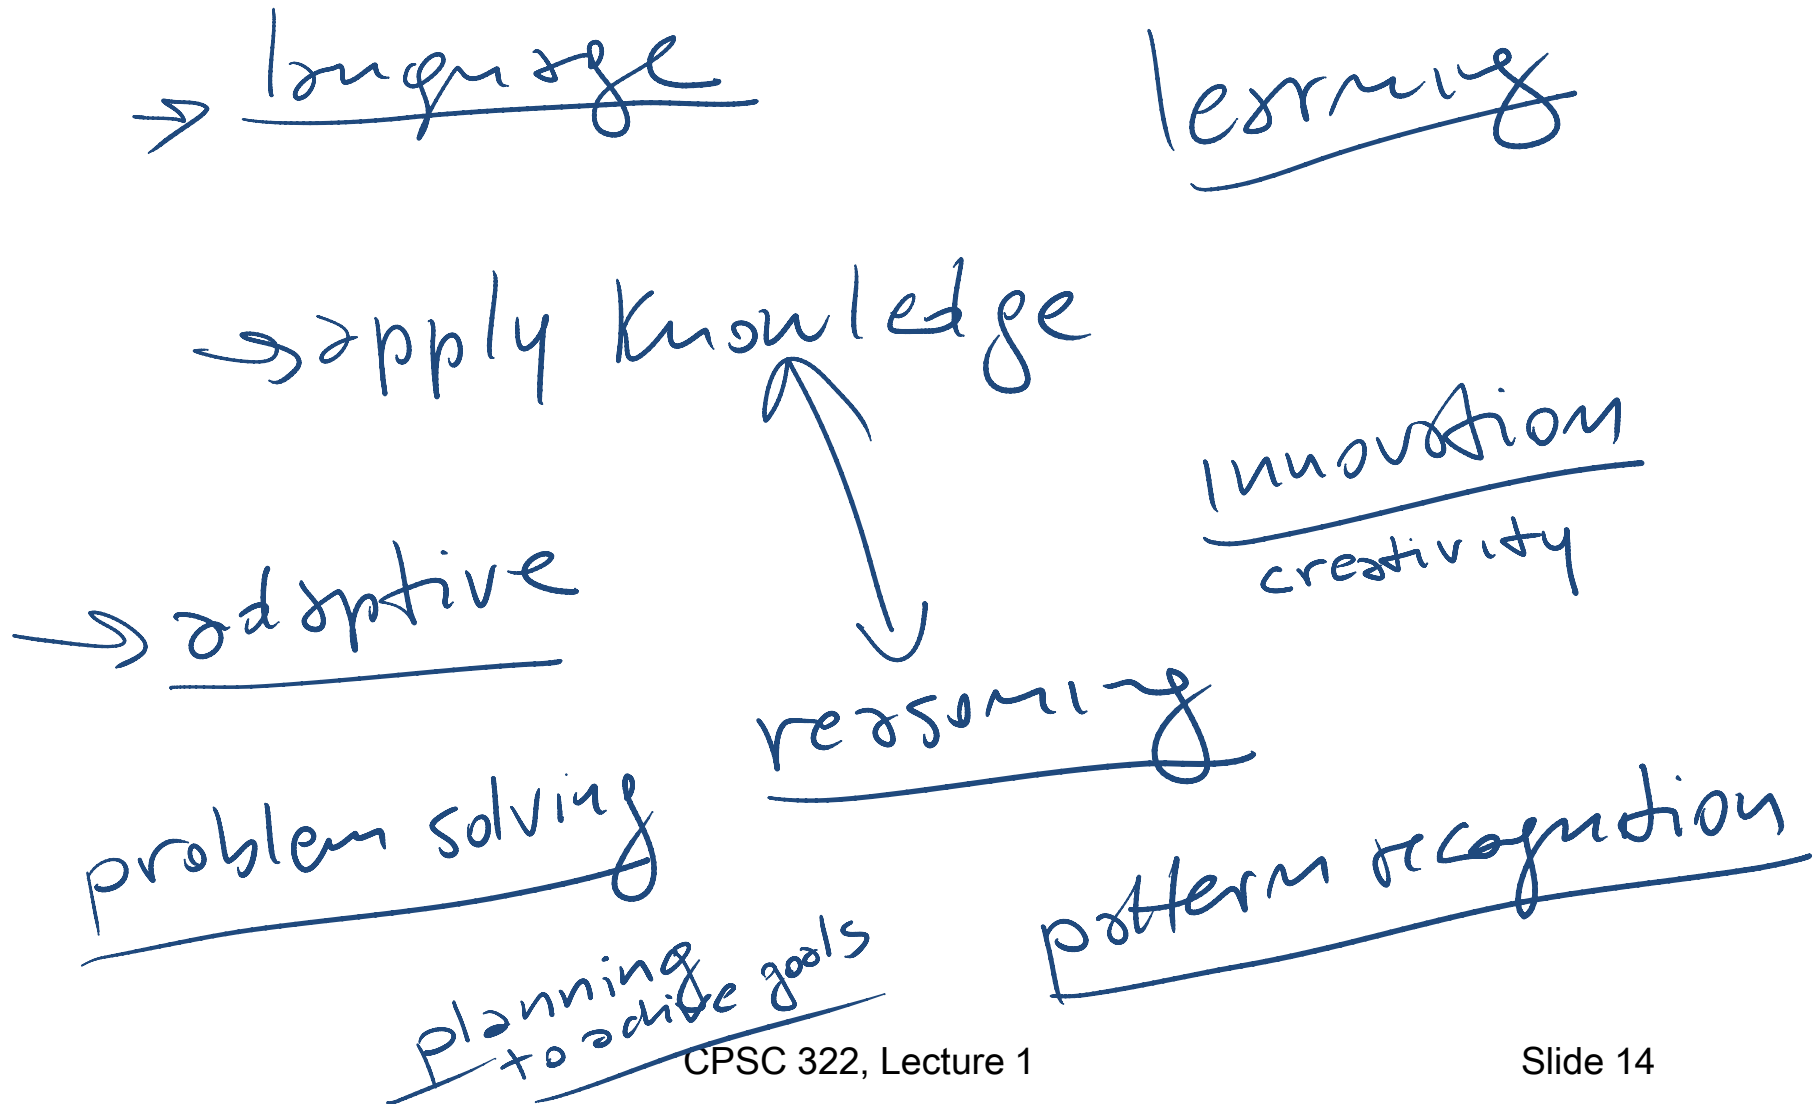 language
learning
→ apply knowledge
innovation
creativity
→ adaptive
reasoning
problem solving
pattern recognition
planning
to achive goals
CPSC 322, Lecture 1
Slide 14